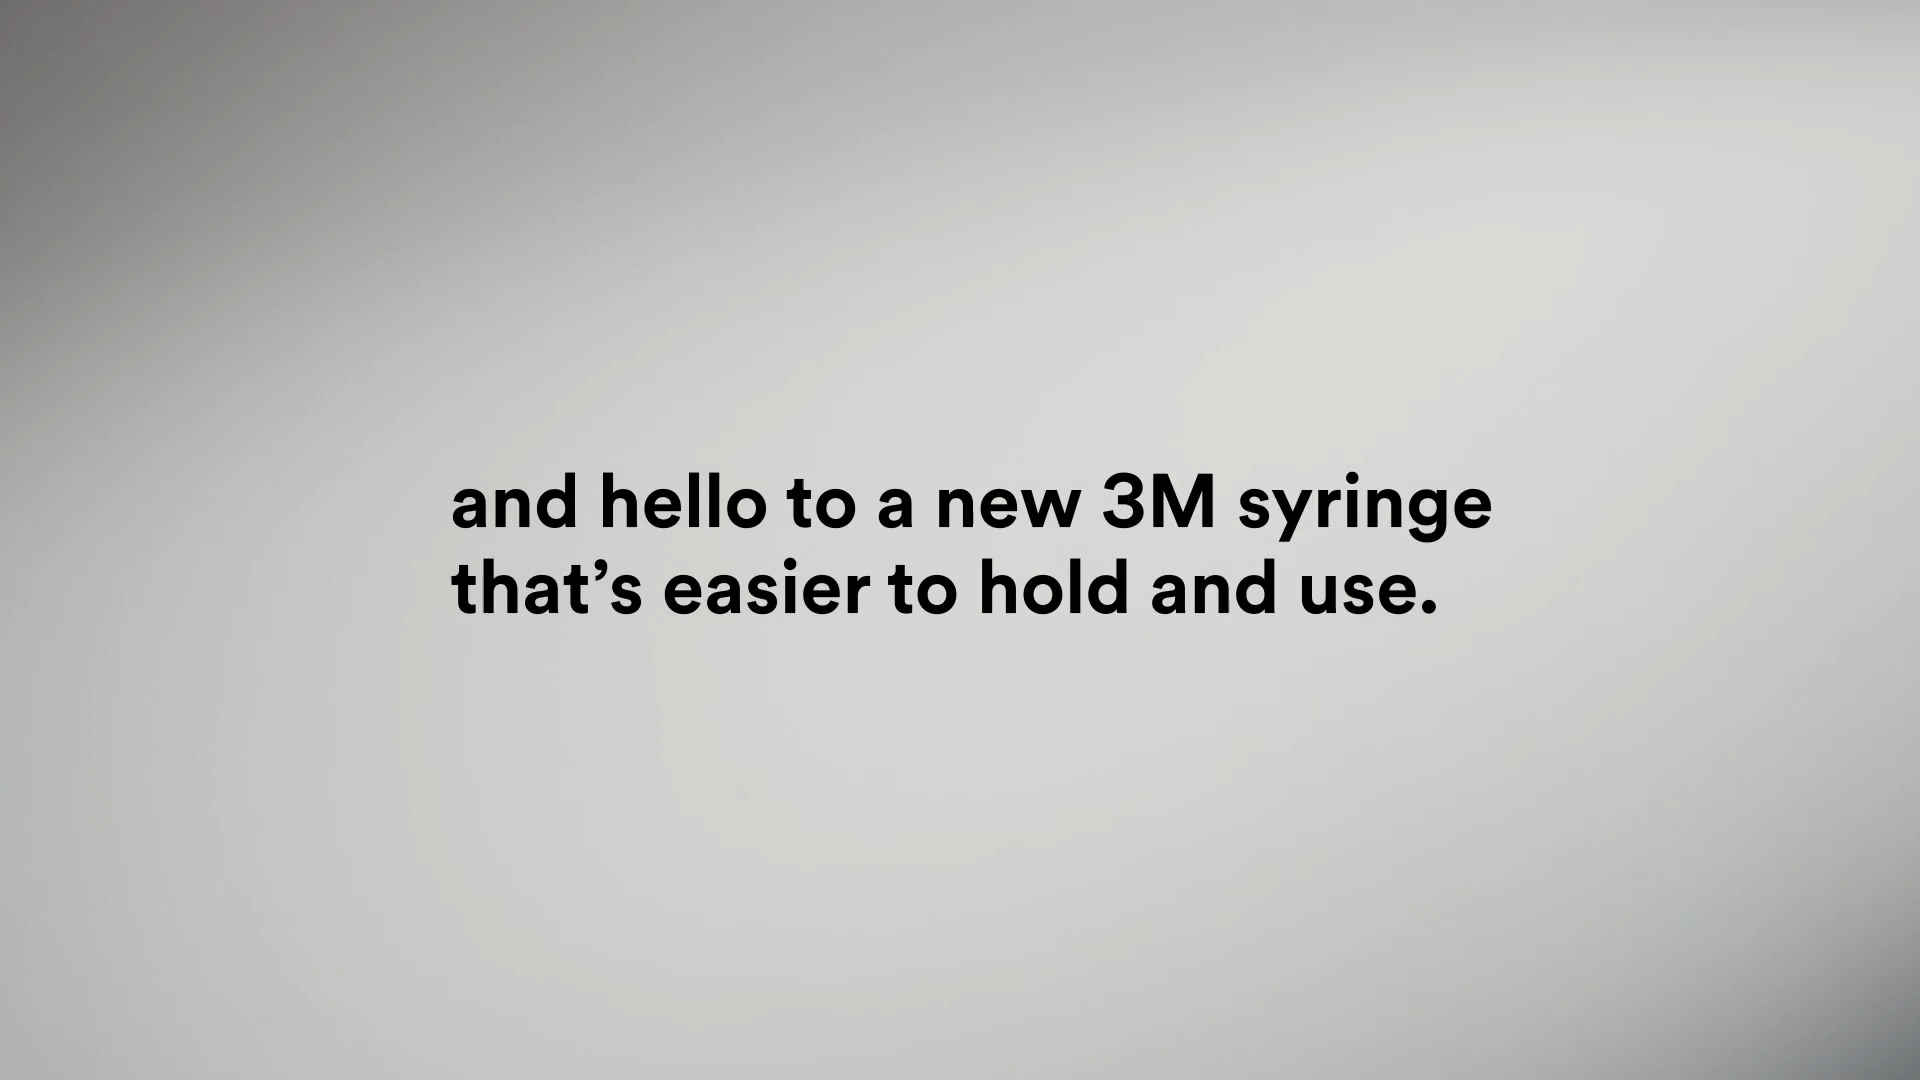 and hello to a new 3M syringe
that’s easier to hold and use.